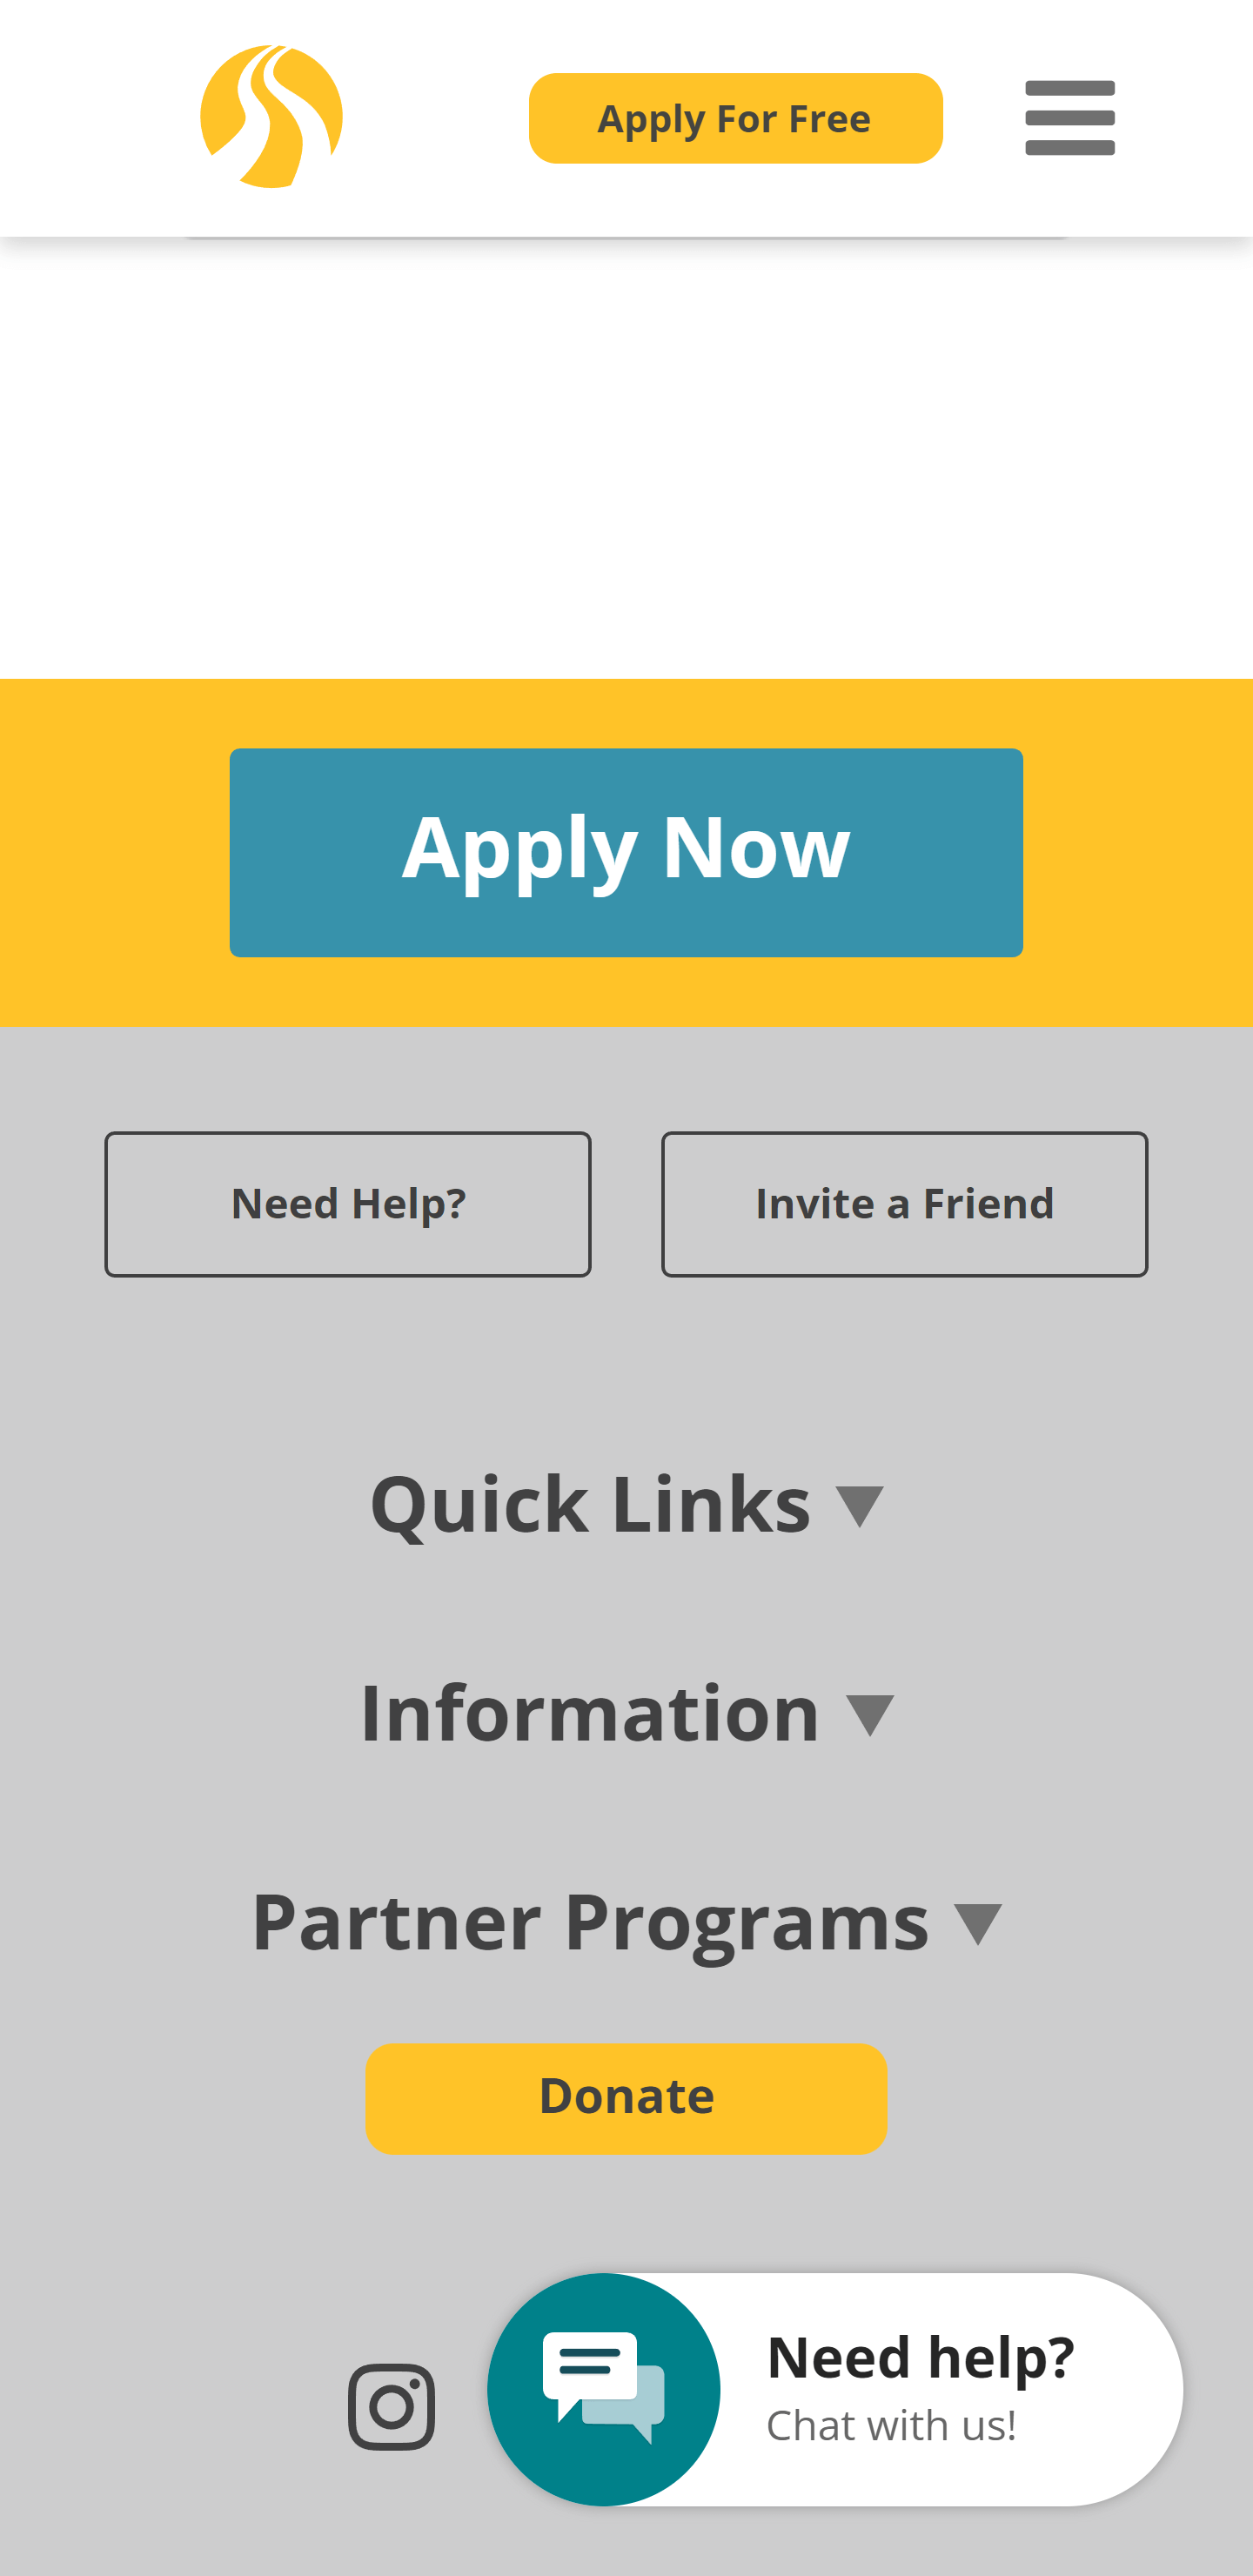 Apply For Free
Apply Now
Need Help?
Invite a Friend
Quick Links
Information
Partner Programs
Donate
Need help?
Chat with us!